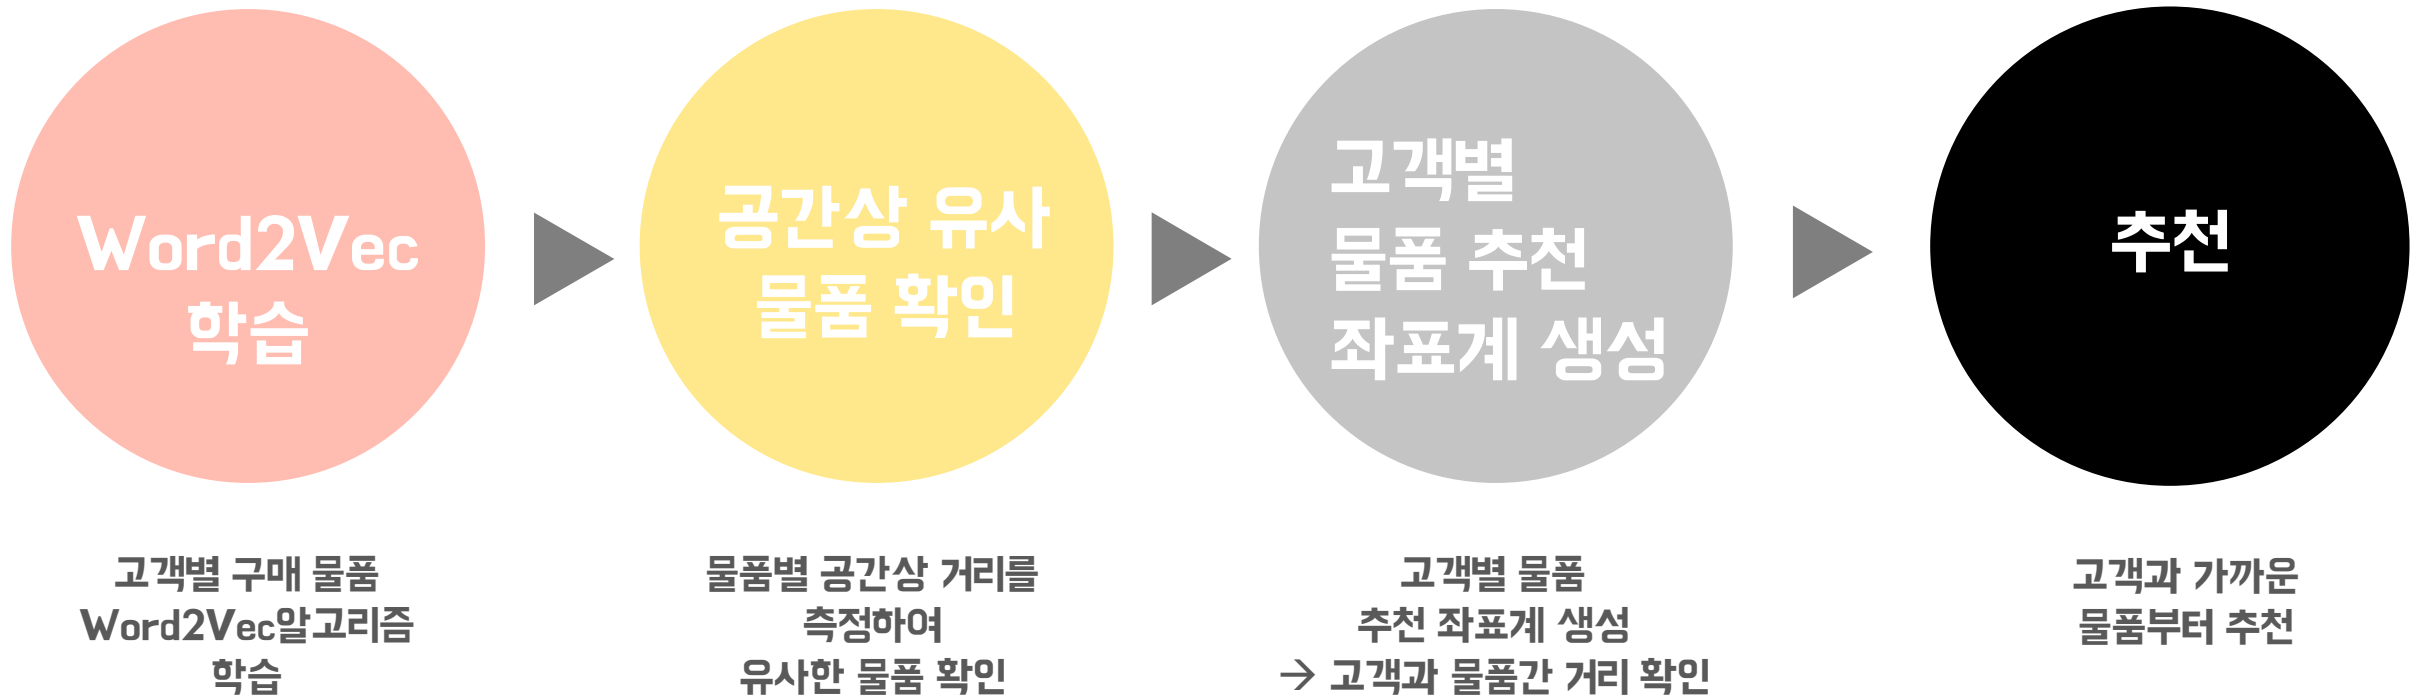 Word2Vec
학습
공간상 유사
물품 확인
고객별
물품 추천
좌표계 생성
추천
고객별 구매 물품
Word2Vec알고리즘
학습
물품별 공간상 거리를
측정하여
유사한 물품 확인
고객별 물품
추천 좌표계 생성
→ 고객과 물품간 거리 확인
고객과 가까운
물품부터 추천